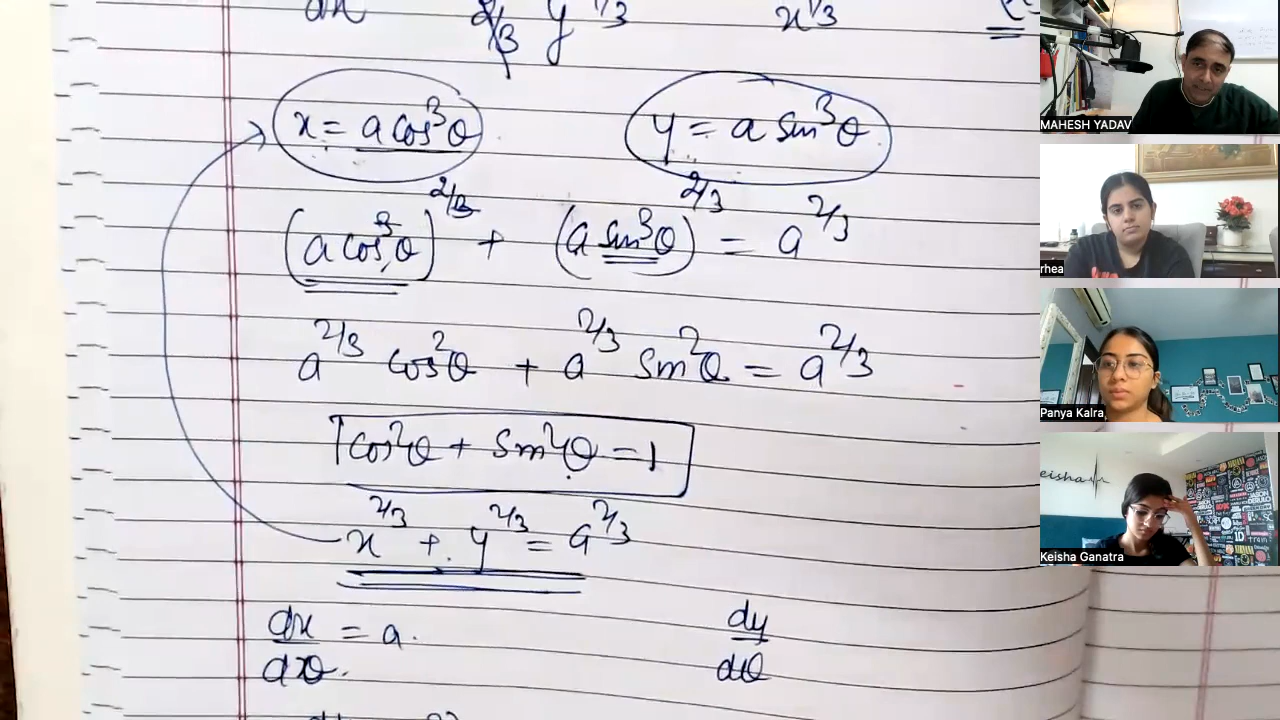 dx 2/3 y 1/3 x 1/3
x = a cos³θ y = a sin³θ
(a cos³θ)^2/3 + (a sin³θ)^2/3 = a^2/3
a^2/3 cos²θ + a^2/3 sin²θ = a^2/3
cos²θ + sin²θ = 1
x^2/3 + y^2/3 = a^2/3
dx/dθ = a. dy/dθ
MAHESH YADAV
rhea
Panya Kalra
keisha
Keisha Ganatra